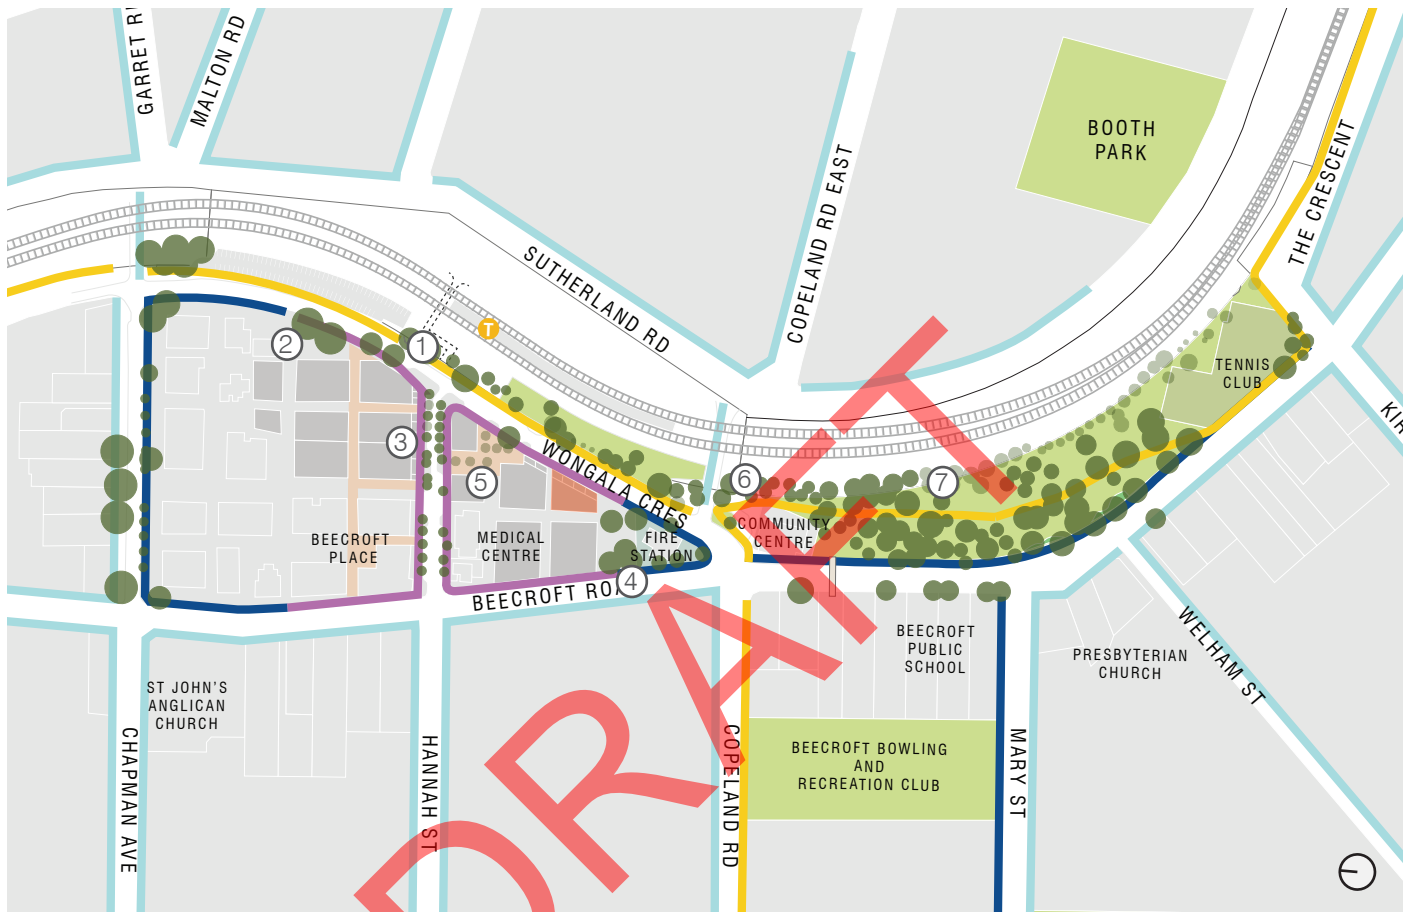 GARRET R
MALTON RD
BOOTH
PARK
THE CRESCENT
COPELAND RD EAST
SUTHERLAND RD
T
TENNIS
CLUB
KIR
1
2
3
WONGALA CRES
5
6
7
COMMUNITY
CENTRE
BEECROFT
PLACE
MEDICAL
CENTRE
FIRE
STATION
4
BEECROFT ROA
BEECROFT
PUBLIC
SCHOOL
PRESBYTERIAN
CHURCH
WELHAM ST
ST JOHN'S
ANGLICAN
CHURCH
CHAPMAN AVE
HANNAH ST
COPELAND RD
BEECROFT BOWLING
AND
RECREATION CLUB
MARY ST
DRAFT